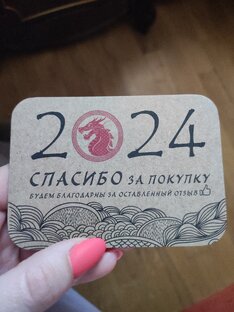 2024
СПАСИБО ЗА ПОКУПКУ
БУДЕМ БЛАГОДАРНЫ ЗА ОСТАВЛЕННЫЙ ОТЗЫВ